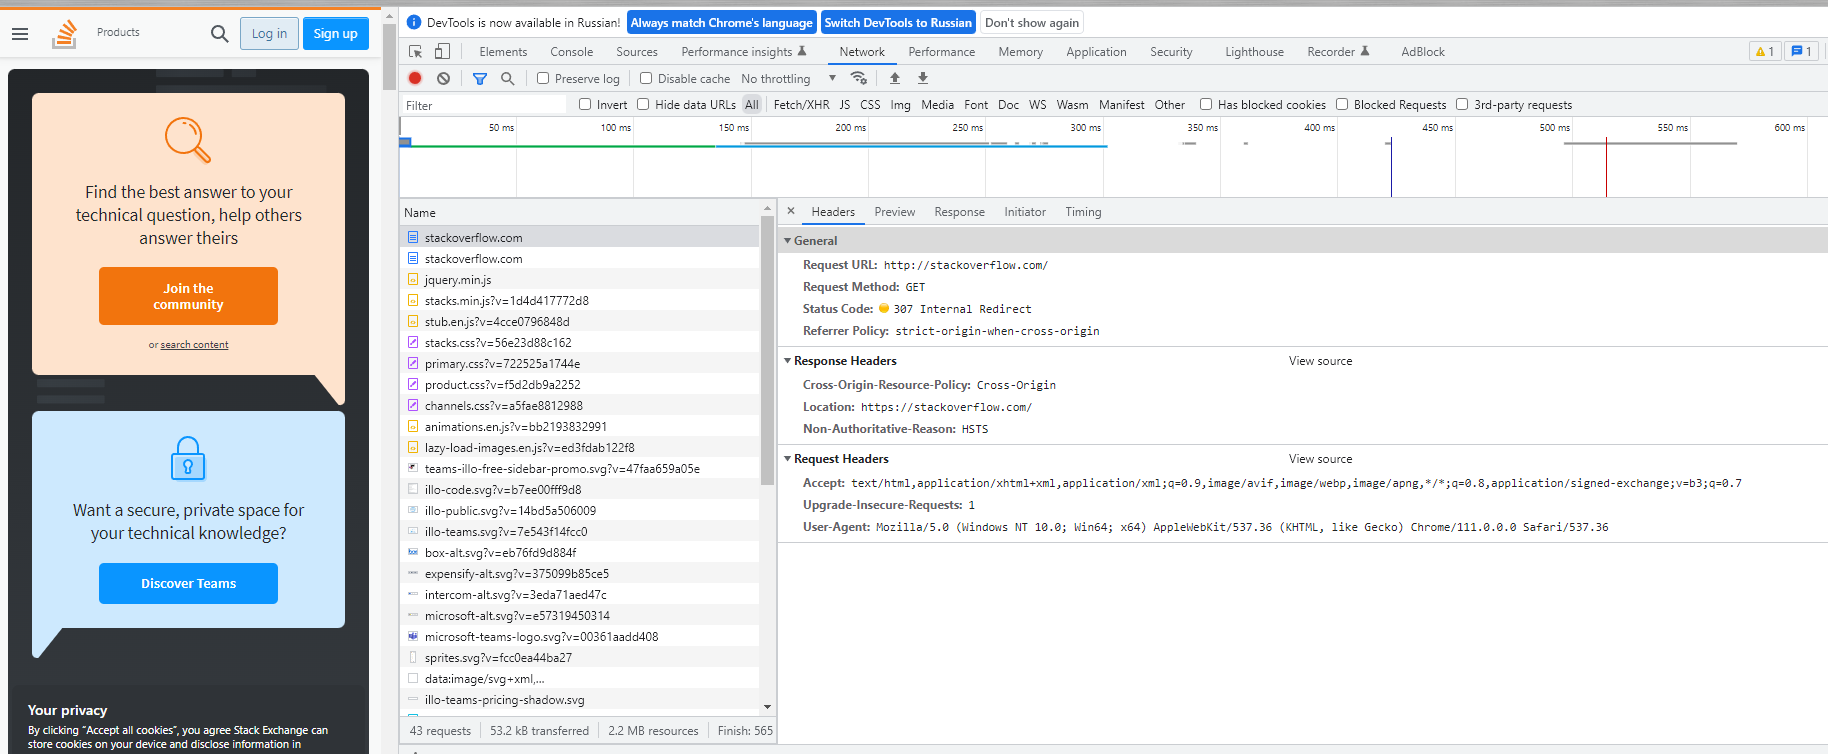 Products
Log in
Sign up
Find the best answer to your
technical question, help others
answer theirs
Join the
community
or search content
Want a secure, private space for
your technical knowledge?
Discover Teams
Your privacy
By clicking "Accept all cookies", you agree Stack Exchange can
store cookies on your device and disclose information in
DevTools is now available in Russian! Always match Chrome's language Switch DevTools to Russian Don't show again
Elements Console Sources Performance insights Network Performance Memory Application Security Lighthouse Recorder AdBlock 1 1
Preserve log Disable cache No throttling
Filter Invert Hide data URLs All Fetch/XHR JS CSS Img Media Font Doc WS Wasm Manifest Other Has blocked cookies Blocked Requests 3rd-party requests
50 ms 100 ms 150 ms 200 ms 250 ms 300 ms 350 ms 400 ms 450 ms 500 ms 550 ms 600 ms
Name
stackoverflow.com
stackoverflow.com
jquery.min.js
stacks.min.js?v=1d4d417772d8
stub.en.js?v=4cce0796848d
stacks.css?v=56e23d88c162
primary.css?v=722525a1744e
product.css?v=f5d2db9a2252
channels.css?v=a5fae8812988
animations.en.js?v=bb2193832991
lazy-load-images.en.js?v=ed3fdab122f8
teams-illo-free-sidebar-promo.svg?v=47faa659a05e
illo-code.svg?v=b7ee00fff9d8
illo-public.svg?v=14bd5a506009
illo-teams.svg?v=7e543f14fcc0
box-alt.svg?v=eb76fd9d884f
expensify-alt.svg?v=375099b85ce5
intercom-alt.svg?v=3eda71aed47c
microsoft-alt.svg?v=e57319450314
microsoft-teams-logo.svg?v=00361aadd408
sprites.svg?v=fcc0ea44ba27
data:image/svg+xml,...
illo-teams-pricing-shadow.svg
43 requests 53.2 kB transferred 2.2 MB resources Finish: 565
Headers Preview Response Initiator Timing
General
Request URL: http://stackoverflow.com/
Request Method: GET
Status Code: 307 Internal Redirect
Referrer Policy: strict-origin-when-cross-origin
Response Headers View source
Cross-Origin-Resource-Policy: Cross-Origin
Location: https://stackoverflow.com/
Non-Authoritative-Reason: HSTS
Request Headers View source
Accept: text/html,application/xhtml+xml,application/xml;q=0.9,image/avif,image/webp,image/apng,*/*;q=0.8,application/signed-exchange;v=b3;q=0.7
Upgrade-Insecure-Requests: 1
User-Agent: Mozilla/5.0 (Windows NT 10.0; Win64; x64) AppleWebKit/537.36 (KHTML, like Gecko) Chrome/111.0.0.0 Safari/537.36